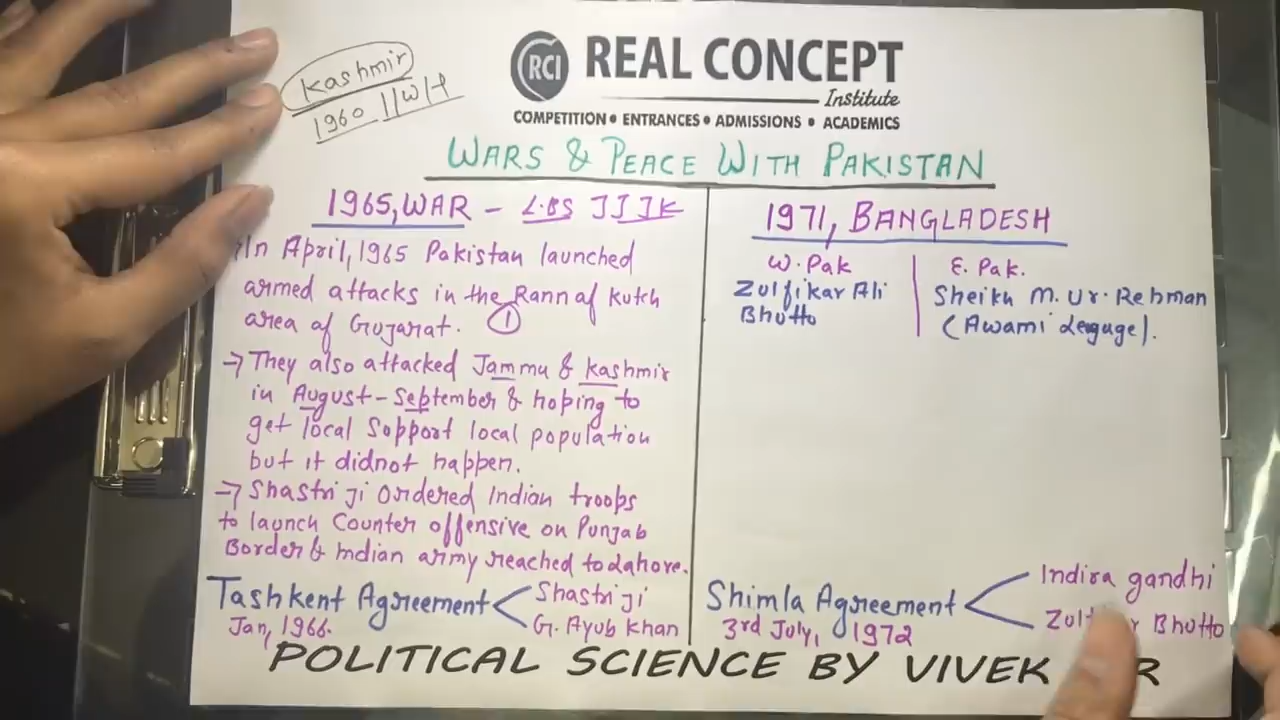 Kashmir
1960 IIWH
RCI REAL CONCEPT
Institute
COMPETITION • ENTRANCES • ADMISSIONS • ACADEMICS
WARS & PEACE WITH PAKISTAN
1965, WAR - L.BS JJJK
In April, 1965 Pakistan launched
armed attacks in the Rann of Kutch
area of Gujarat. 1
→ They also attacked Jammu & kashmir
in August - September & hoping to
get local Support local population
but it didnot happen.
→ Shastri Ji Ordered Indian troops
to launch Counter offensive on Punjab
Border & Indian army reached to Lahore.
Tashkent Agreement
Jan, 1966.
Shastri ji
G. Ayub Khan
1971, BANGLADESH
W. Pak
Zulfikar Ali
Bhutto
E. Pak.
Sheikh M. Ur. Rehman
(Awami Leguage).
Shimla Agreement
3rd July, 1972
Indira gandhi
Bhutto
POLITICAL SCIENCE BY VIVEK